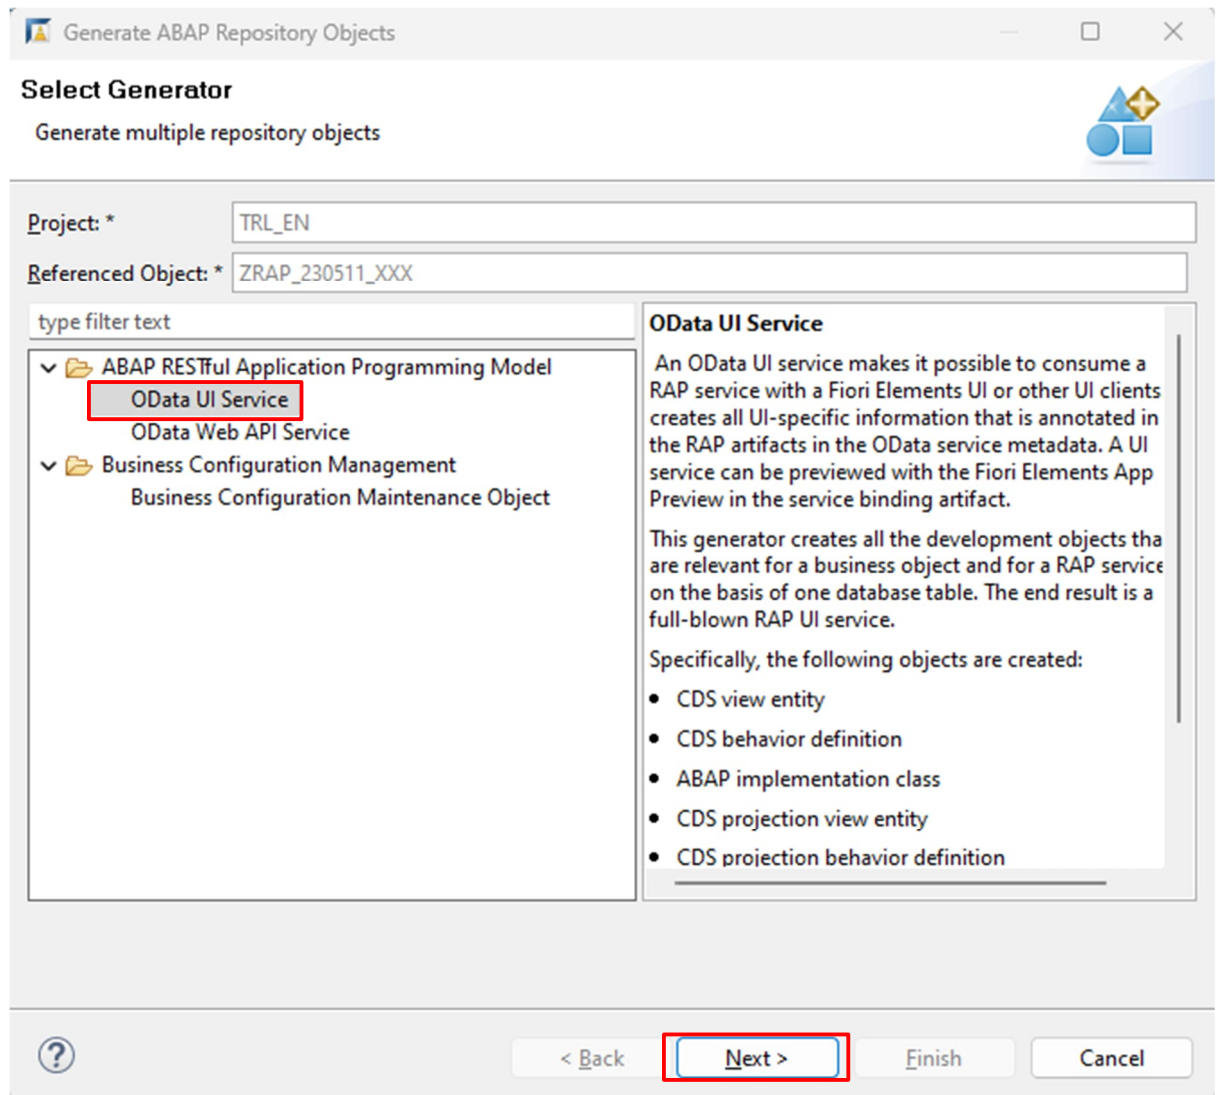 Generate ABAP Repository Objects
Select Generator
Generate multiple repository objects
Project: *
TRL_EN
Referenced Object: *
ZRAP_230511_XXX
type filter text
ABAP RESTful Application Programming Model
OData UI Service
OData Web API Service
Business Configuration Management
Business Configuration Maintenance Object
OData UI Service
An OData UI service makes it possible to consume a
RAP service with a Fiori Elements UI or other UI clients
creates all UI-specific information that is annotated in
the RAP artifacts in the OData service metadata. A UI
service can be previewed with the Fiori Elements App
Preview in the service binding artifact.
This generator creates all the development objects tha
are relevant for a business object and for a RAP service
on the basis of one database table. The end result is a
full-blown RAP UI service.
Specifically, the following objects are created:
• CDS view entity
• CDS behavior definition
• ABAP implementation class
• CDS projection view entity
• CDS projection behavior definition
?
< Back
Next >
Finish
Cancel